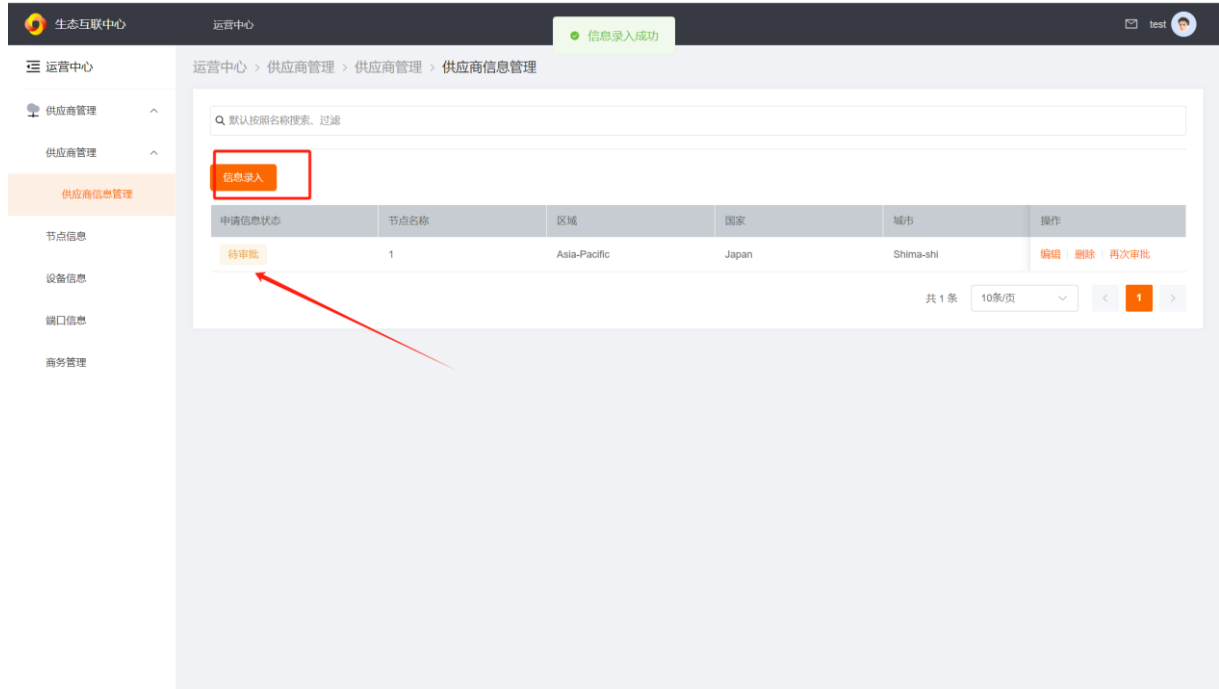 生态互联中心
运营中心
信息录入成功
test
运营中心
运营中心 > 供应商管理 > 供应商管理 > 供应商信息管理
供应商管理
供应商管理
供应商信息管理
节点信息
设备信息
端口信息
商务管理
默认按照名称搜索、过滤
信息录入
申请信息状态 节点名称 区域 国家 城市 操作
待审批 1 Asia-Pacific Japan Shima-shi 编辑 删除 再次审批
共 1 条 10条/页 < 1 >